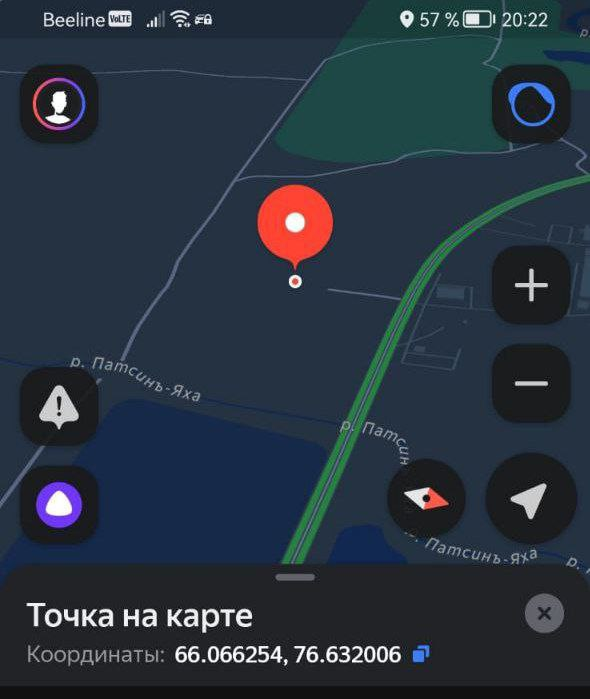 Beeline VoLTE 57 % 20:22
р. Патсинъ-Яха
р. Патсин
р. Патсинъ-Яха
р.
Точка на карте
Координаты: 66.066254, 76.632006